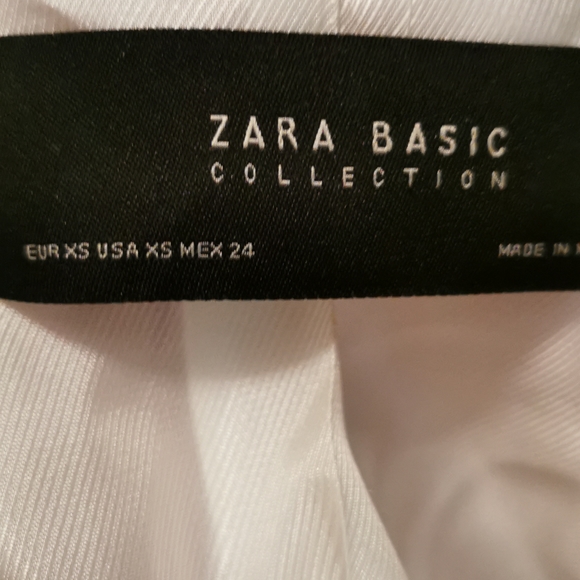 ZARA BASIC
COLLECTION
EUR XS USA XS MEX 24
MADE IN